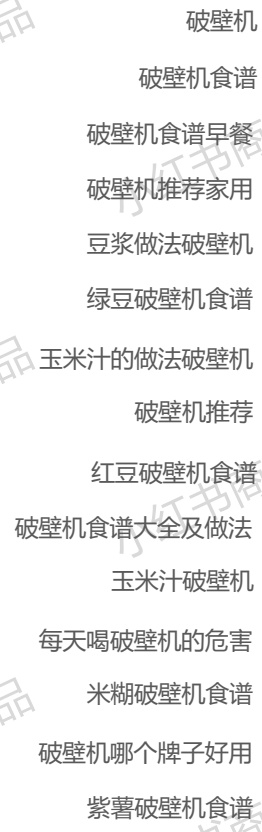 破壁机
破壁机食谱
破壁机食谱早餐
破壁机推荐家用
豆浆做法破壁机
绿豆破壁机食谱
玉米汁的做法破壁机
破壁机推荐
红豆破壁机食谱
破壁机食谱大全及做法
玉米汁破壁机
每天喝破壁机的危害
米糊破壁机食谱
破壁机哪个牌子好用
紫薯破壁机食谱